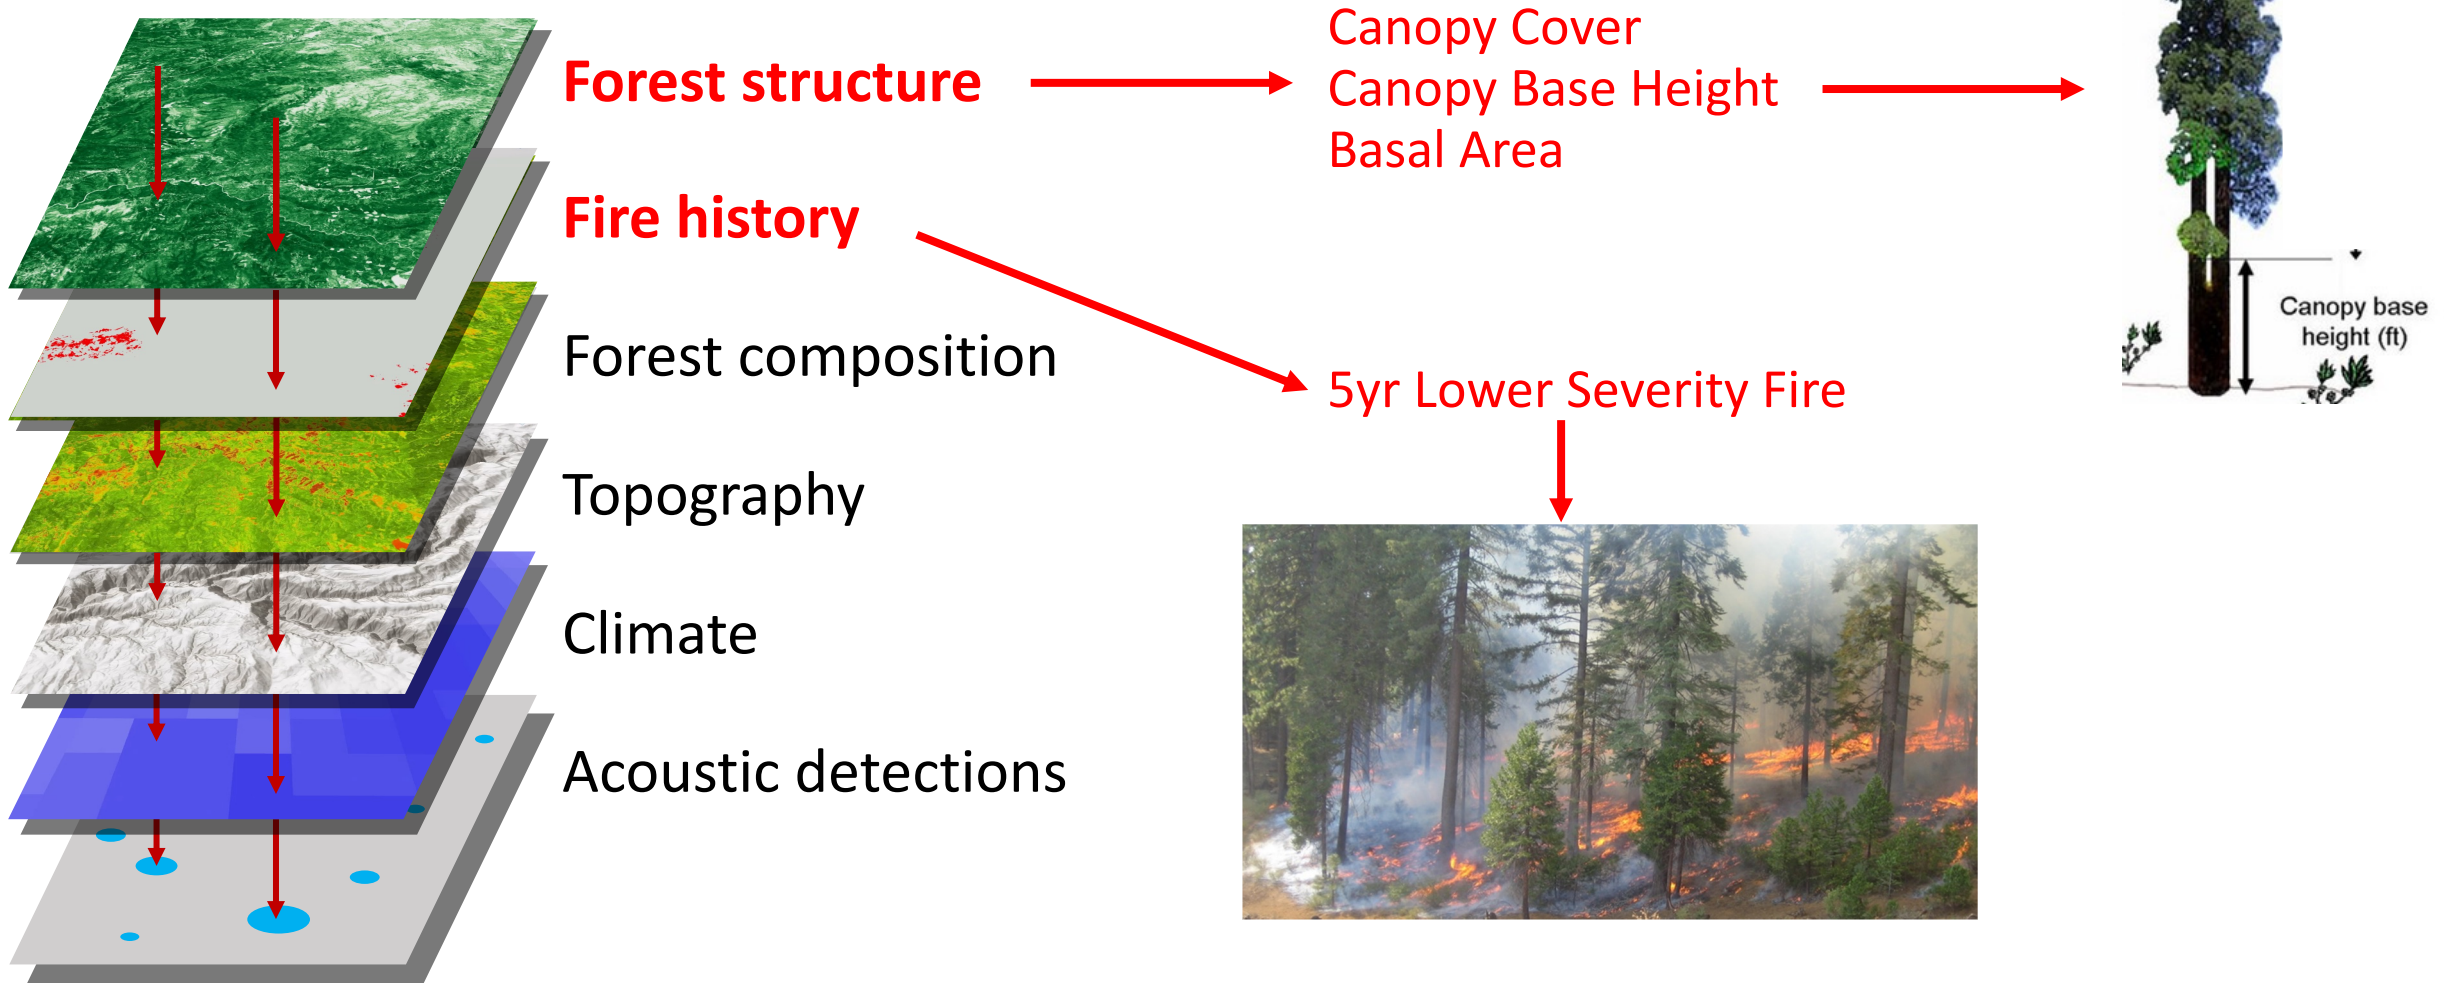 Forest structure
Canopy Cover
Canopy Base Height
Basal Area
Fire history
Canopy base
height (ft)
5yr Lower Severity Fire
Forest composition
Topography
Climate
Acoustic detections